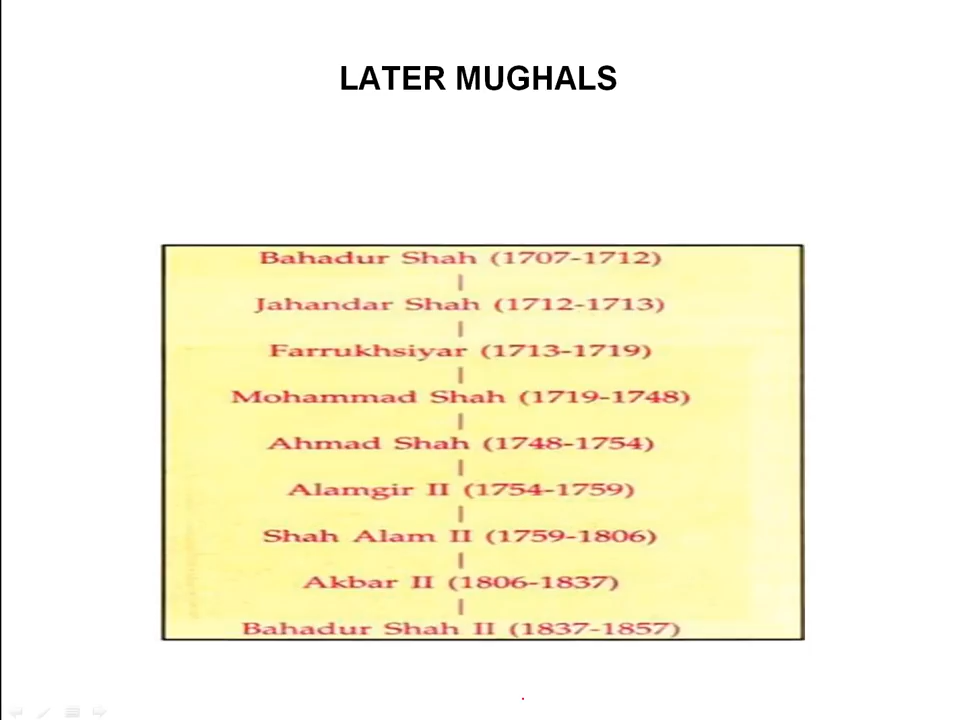 LATER MUGHALS
Bahadur Shah (1707-1712)
Jahandar Shah (1712-1713)
Farrukhsiyar (1713-1719)
Mohammad Shah (1719-1748)
Ahmad Shah (1748-1754)
Alamgir II (1754-1759)
Shah Alam II (1759-1806)
Akbar II (1806-1837)
Bahadur Shah II (1837-1857)